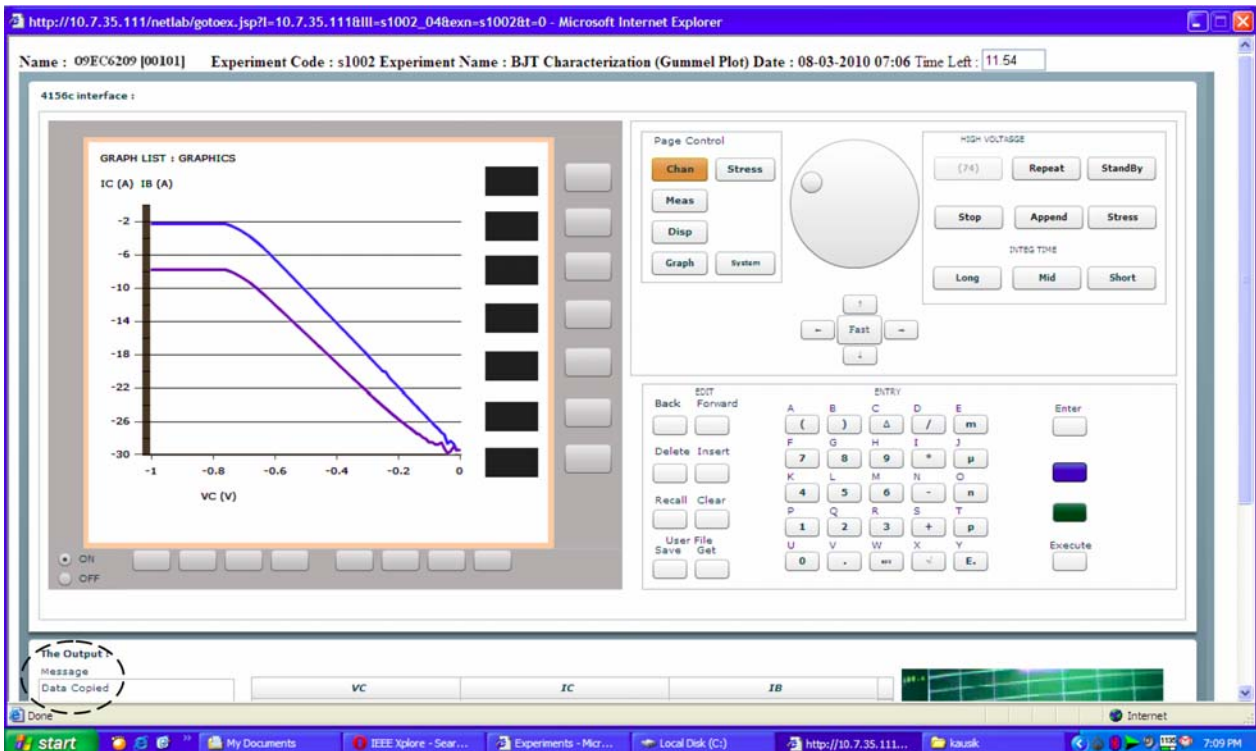 http://10.7.35.111/netlab/gotoex.jsp?l=10.7.35.111&lll=s1002_04&exn=s1002&t=0 - Microsoft Internet Explorer
Name : 09EC6209 [00101] Experiment Code : s1002 Experiment Name : BJT Characterization (Gummel Plot) Date : 08-03-2010 07:06 Time Left : 11.54
4156c interface :
GRAPH LIST : GRAPHICS
IC (A) IB (A)
-2
-6
-10
-14
-18
-22
-26
-30
-1 -0.8 -0.6 -0.4 -0.2 0
VC (V)
ON
OFF
Page Control
Chan Stress
Meas
Disp
Graph System
HIGH VOLTASGE
(74) Repeat StandBy
Stop Append Stress
INTEG TIME
Long Mid Short
↑
← Fast →
↓
EDIT
Back Forward
Delete Insert
Recall Clear
User File
Save Get
ENTRY
A B C D E
( ) Δ / m
F G H I J
7 8 9 * μ
K L M N O
4 5 6 - n
P Q R S T
1 2 3 + p
U V W X Y
0 . √ E.
Enter
Execute
The Output :
Message
Data Copied
VC IC IB
Done Internet
start My Documents IEEE Xplore - Sear... Experiments - Micr... Local Disk (C:) http://10.7.35.111... kausik 7:09 PM